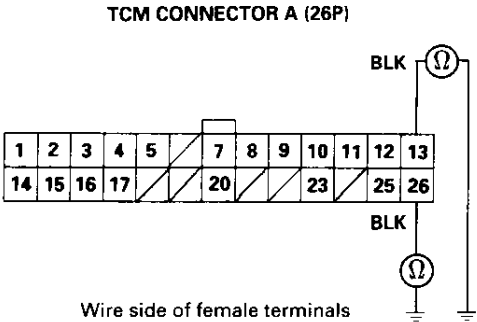 TCM CONNECTOR A (26P)
BLK Ω
1 2 3 4 5 7 8 9 10 11 12 13
14 15 16 17 20 23 25 26
BLK
Ω
Wire side of female terminals